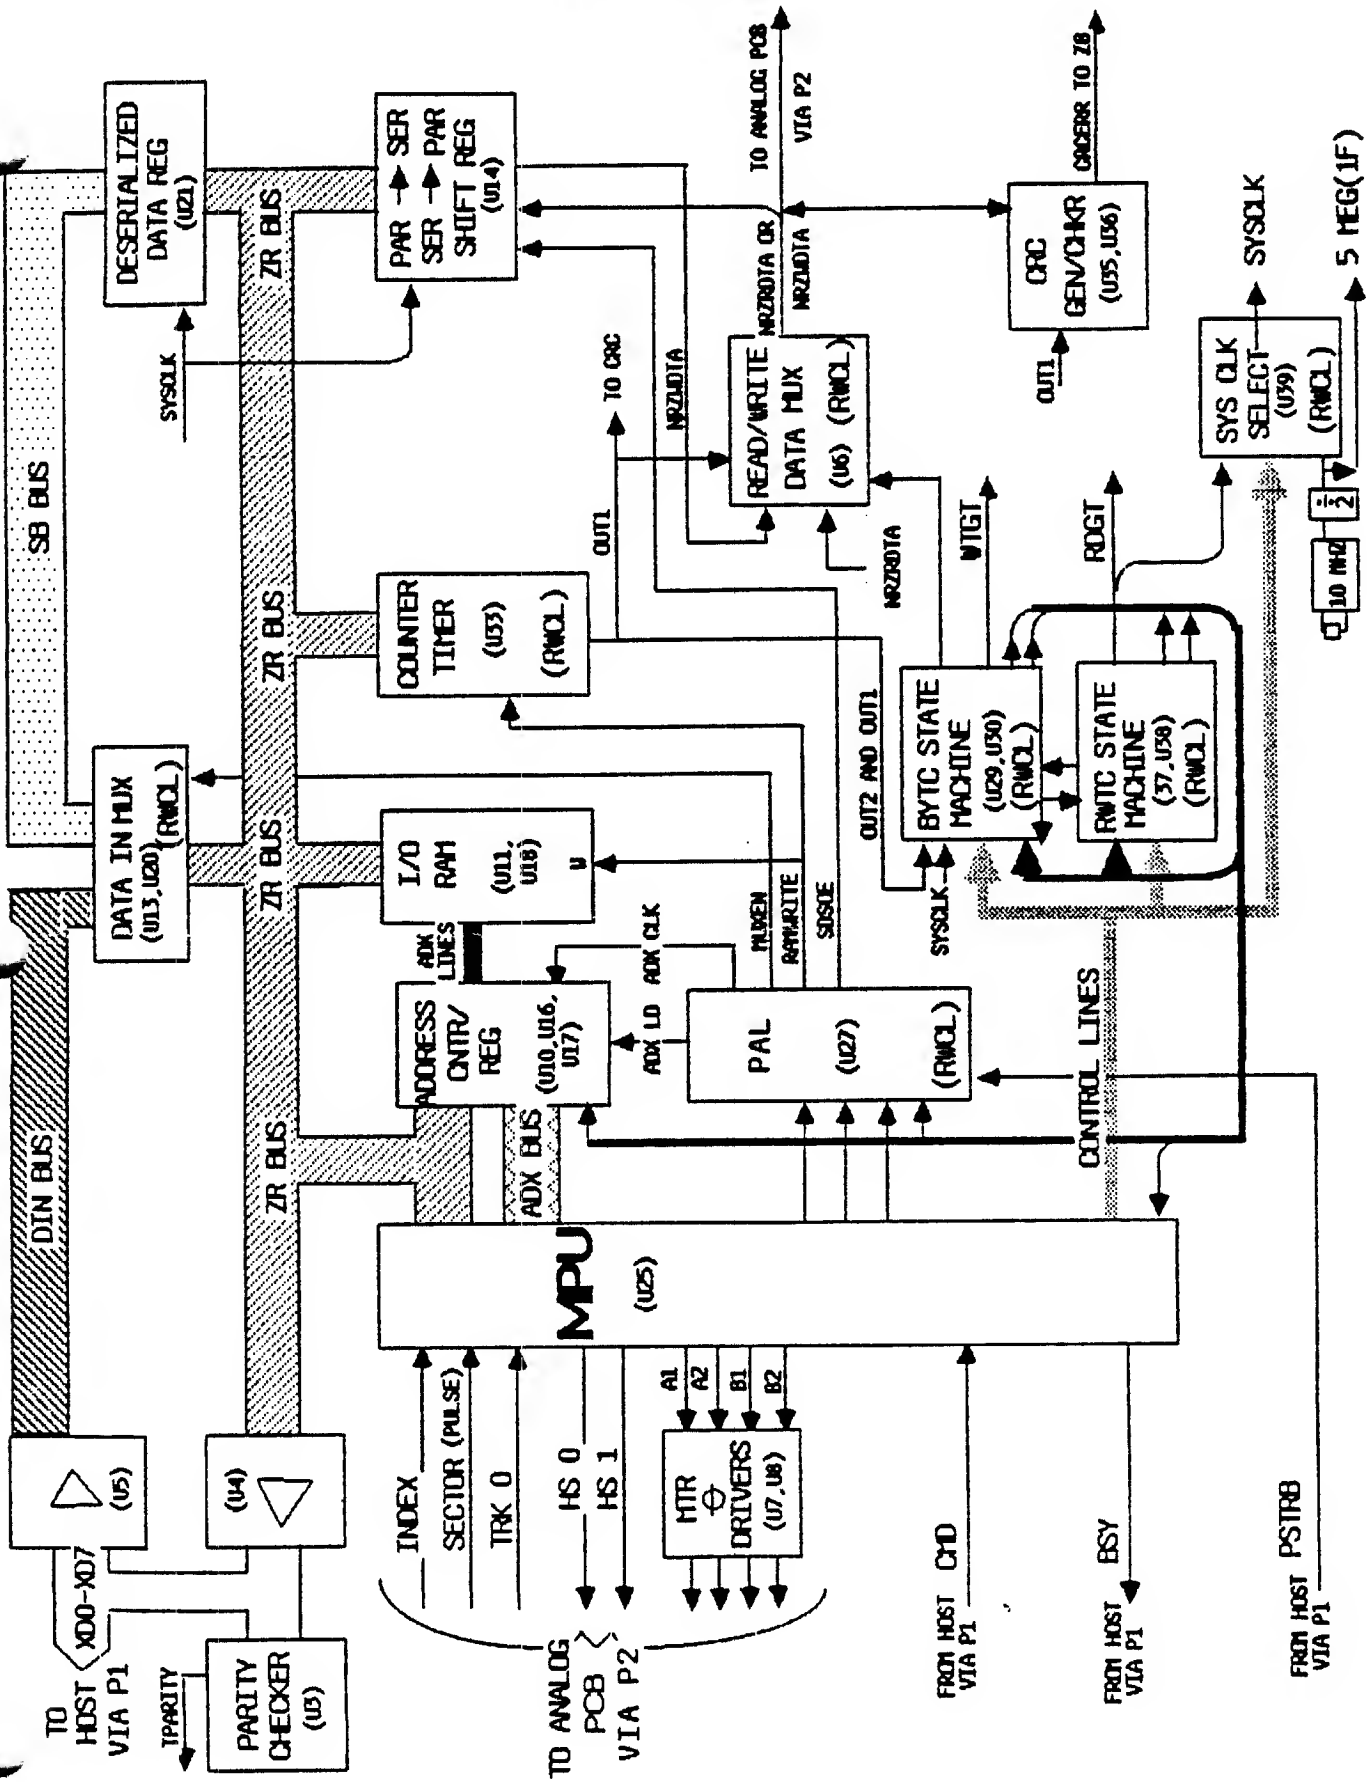 TO
HOST
VIA P1
XD0-XD7
(U5)
DIN BUS
DATA IN MUX
(U13,U20)
(RWCL)
SB BUS
DESERIALIZED
DATA REG
(U21)
TPARITY
PARITY
CHECKER
(U3)
(U4)
ZR BUS
ZR BUS
ZR BUS
ZR BUS
SYSCLK
INDEX
SECTOR (PULSE)
TRK 0
HS 0
HS 1
TO ANALOG
PCB
VIA P2
MTR
Φ
DRIVERS
(U7,U8)
A1
A2
B1
B2
MPU
(U25)
ADX BUS
ADDRESS
CNTR/
REG
(U10,U16,
U17)
ADX
LINES
I/O
RAM
(U11,
U18)
W
COUNTER
TIMER
(U33)
(RWCL)
PAR → SER
SER → PAR
SHIFT REG
(U14)
ADX LD
ADX CLK
PAL
(U27)
(RWCL)
MUXEN
RAMWRITE
SDSOE
OUT1
TO CRC
NRZWDTA
READ/WRITE
DATA MUX
(U6) (RWCL)
NRZRDTA OR
NRZWDTA
TO ANALOG PCB
VIA P2
NRZRDTA
OUT2 AND OUT1
SYSCLK
BYTC STATE
MACHINE
(U29,U30)
(RWCL)
WTGT
RWTC STATE
MACHINE
(37,U38)
(RWCL)
RDGT
OUT1
CRC
GEN/CHKR
(U35,U36)
CRCERR TO Z8
SYS CLK
SELECT
(U39)
(RWCL)
SYSCLK
10 MHZ
÷
2
5 MEG(1F)
CONTROL LINES
FROM HOST
VIA P1
CMD
FROM HOST
VIA P1
BSY
FROM HOST
VIA P1
PSTRB